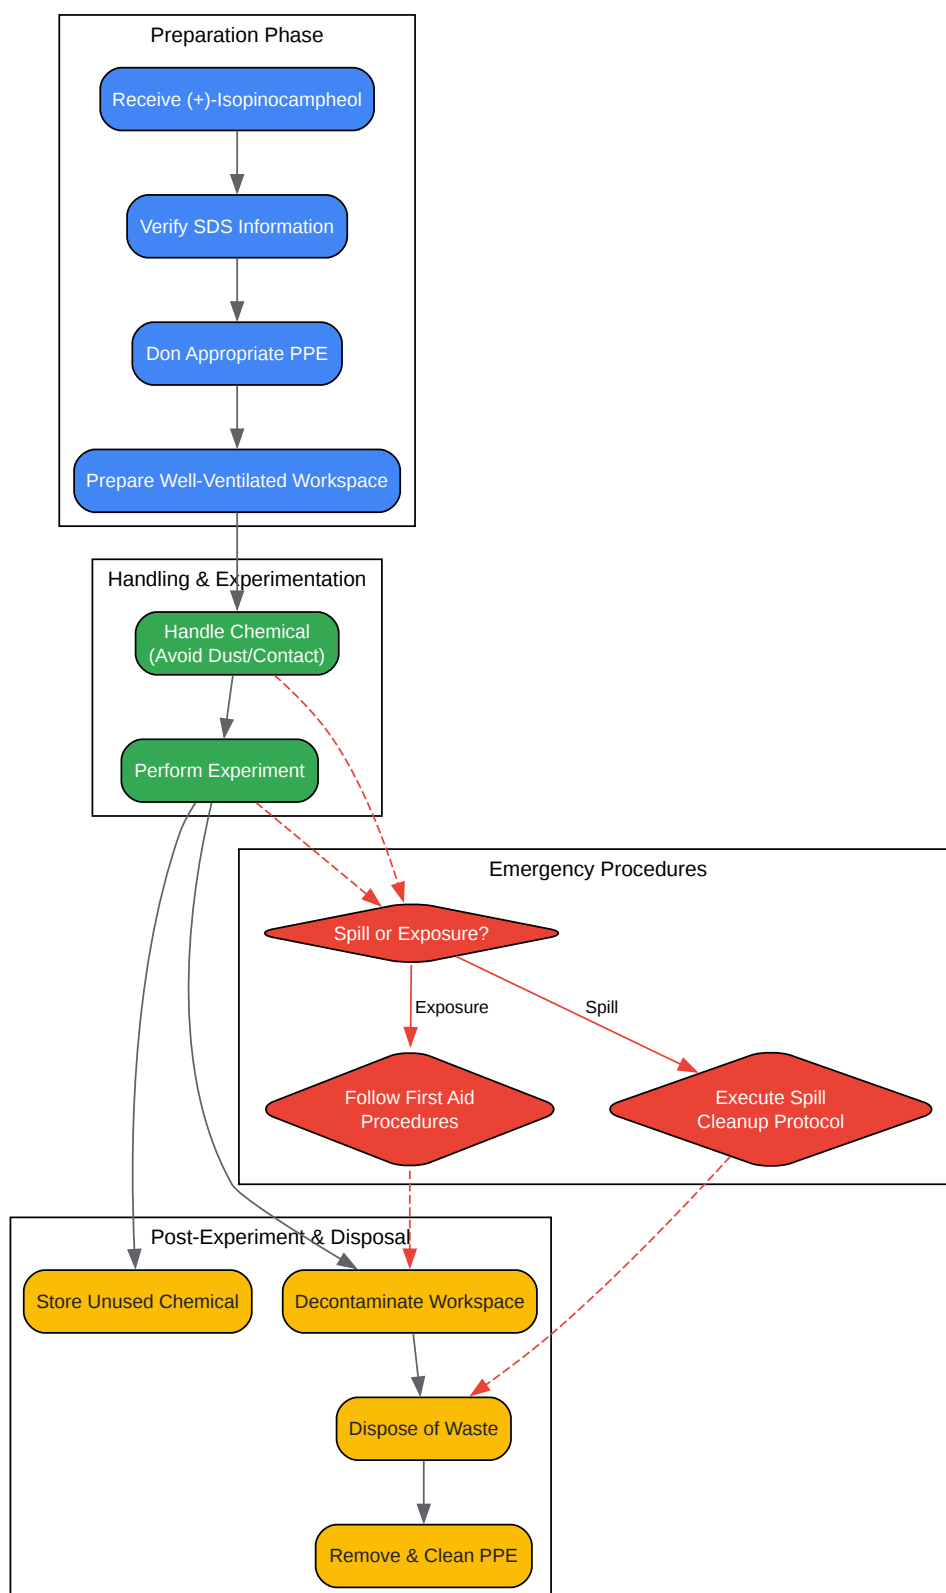 Preparation Phase
Receive (+)-Isopinocampheol
Verify SDS Information
Don Appropriate PPE
Prepare Well-Ventilated Workspace
Handling & Experimentation
Handle Chemical
(Avoid Dust/Contact)
Perform Experiment
Emergency Procedures
Spill or Exposure?
Exposure
Spill
Follow First Aid
Procedures
Execute Spill
Cleanup Protocol
Post-Experiment & Disposal
Store Unused Chemical
Decontaminate Workspace
Dispose of Waste
Remove & Clean PPE